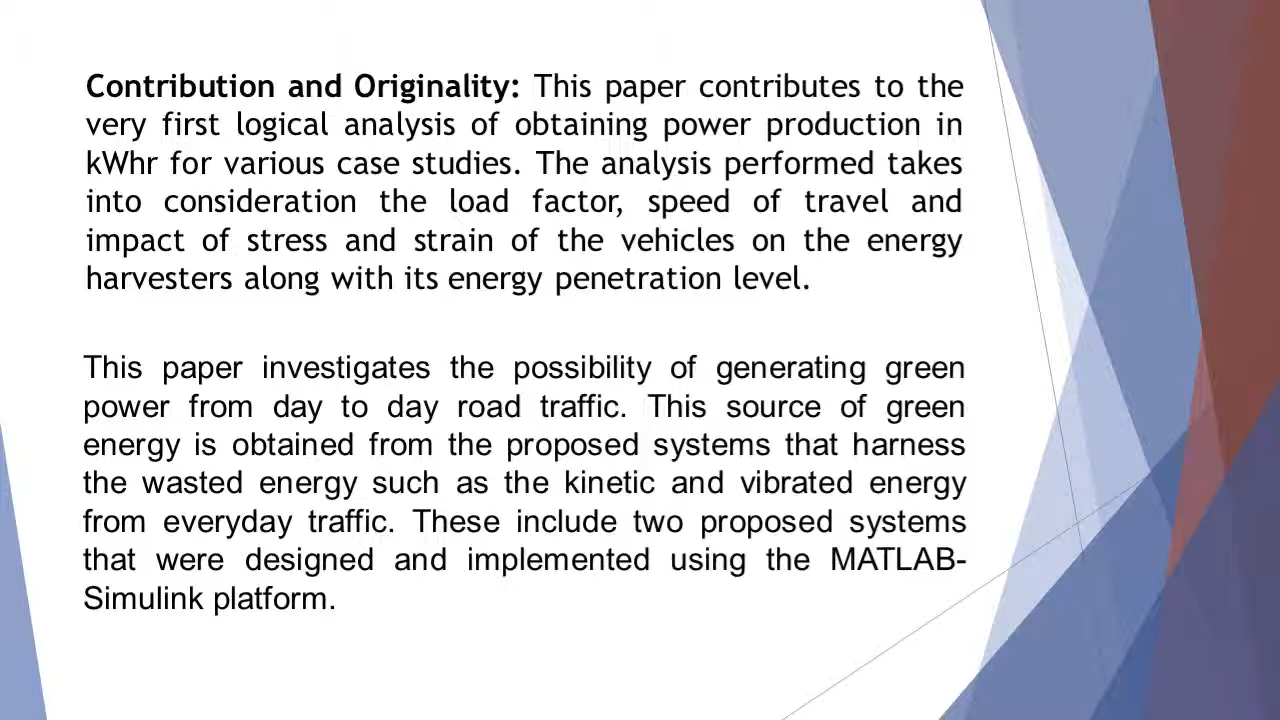 Contribution and Originality: This paper contributes to the
very first logical analysis of obtaining power production in
kWhr for various case studies. The analysis performed takes
into consideration the load factor, speed of travel and
impact of stress and strain of the vehicles on the energy
harvesters along with its energy penetration level.
This paper investigates the possibility of generating green
power from day to day road traffic. This source of green
energy is obtained from the proposed systems that harness
the wasted energy such as the kinetic and vibrated energy
from everyday traffic. These include two proposed systems
that were designed and implemented using the MATLAB-
Simulink platform.